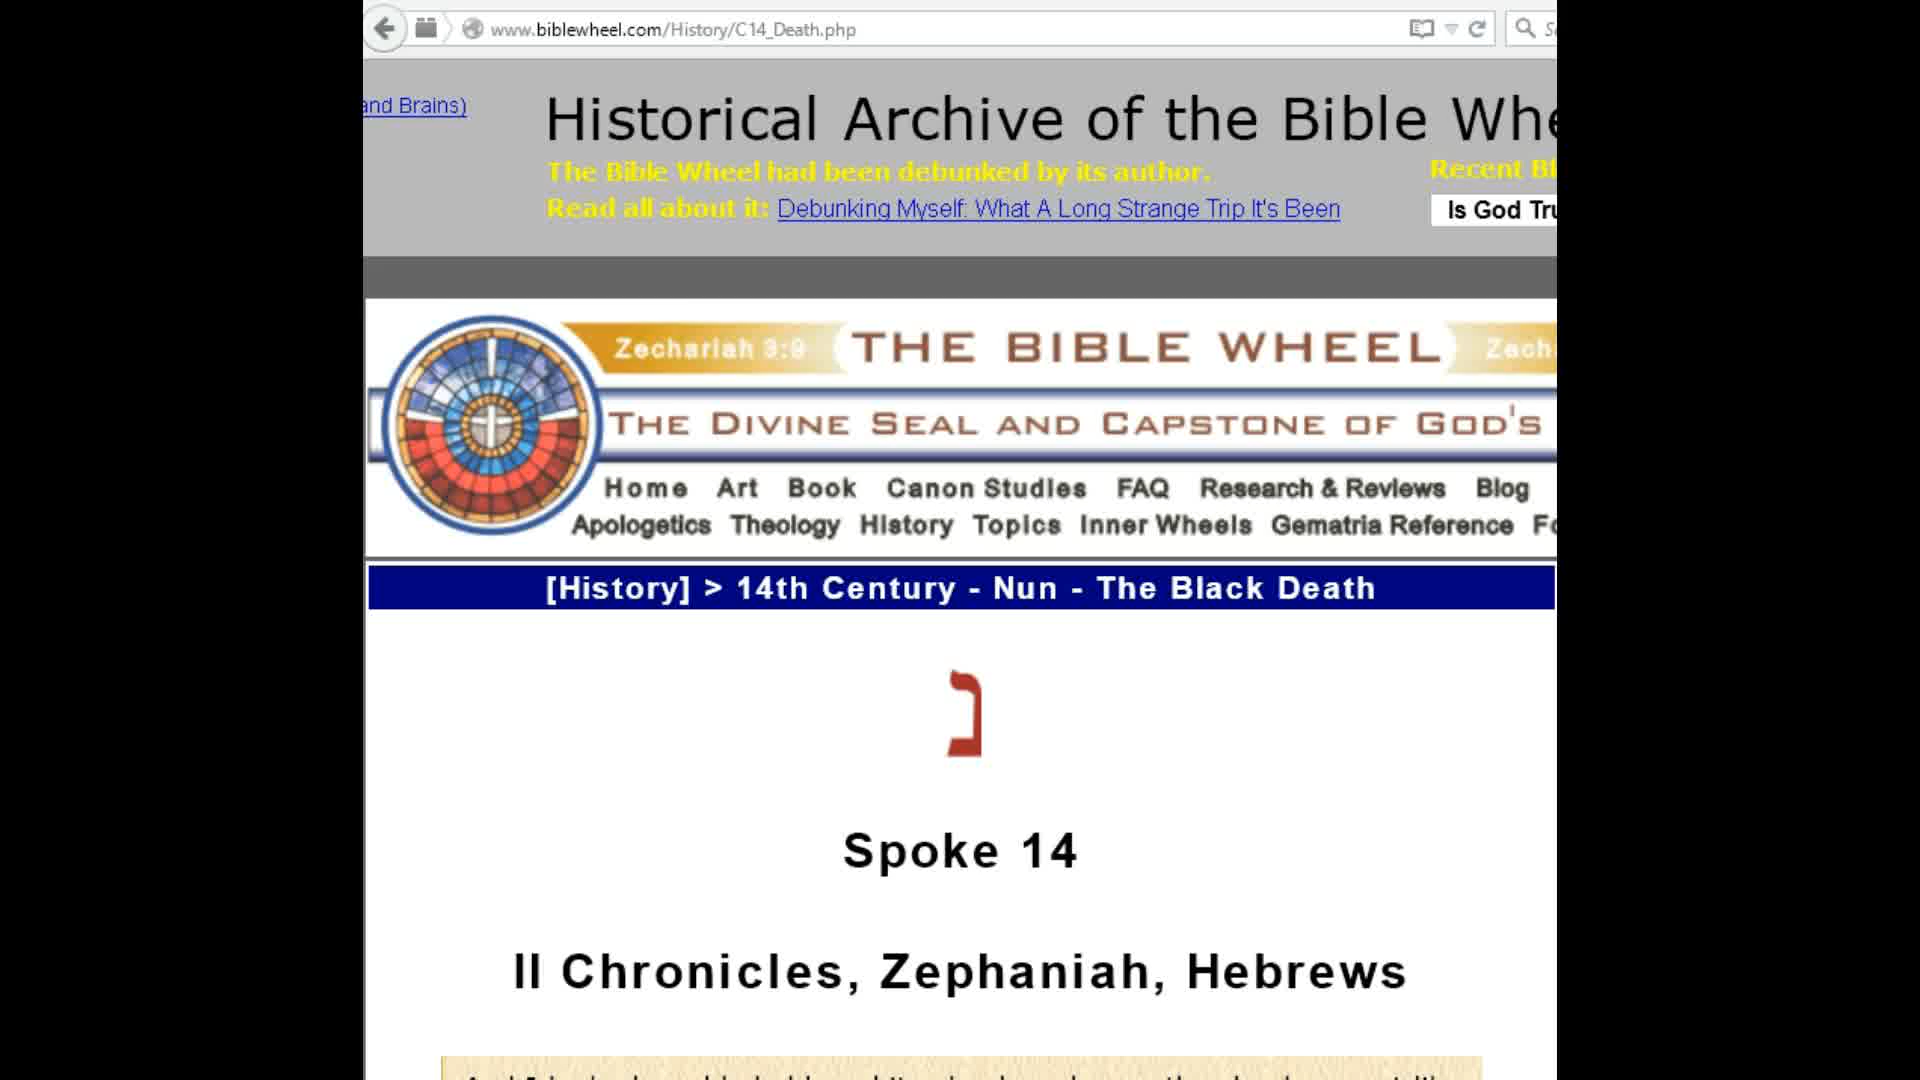 www.biblewheel.com/History/C14_Death.php
and Brains)
Historical Archive of the Bible Whe
The Bible Wheel had been debunked by its author.
Recent Bl
Read all about it: Debunking Myself: What A Long Strange Trip It's Been
Is God Tru
Zechariah 3:9 THE BIBLE WHEEL Zech
THE DIVINE SEAL AND CAPSTONE OF GOD'S
Home Art Book Canon Studies FAQ Research & Reviews Blog
Apologetics Theology History Topics Inner Wheels Gematria Reference Fo
[History] > 14th Century - Nun - The Black Death
נ
Spoke 14
II Chronicles, Zephaniah, Hebrews